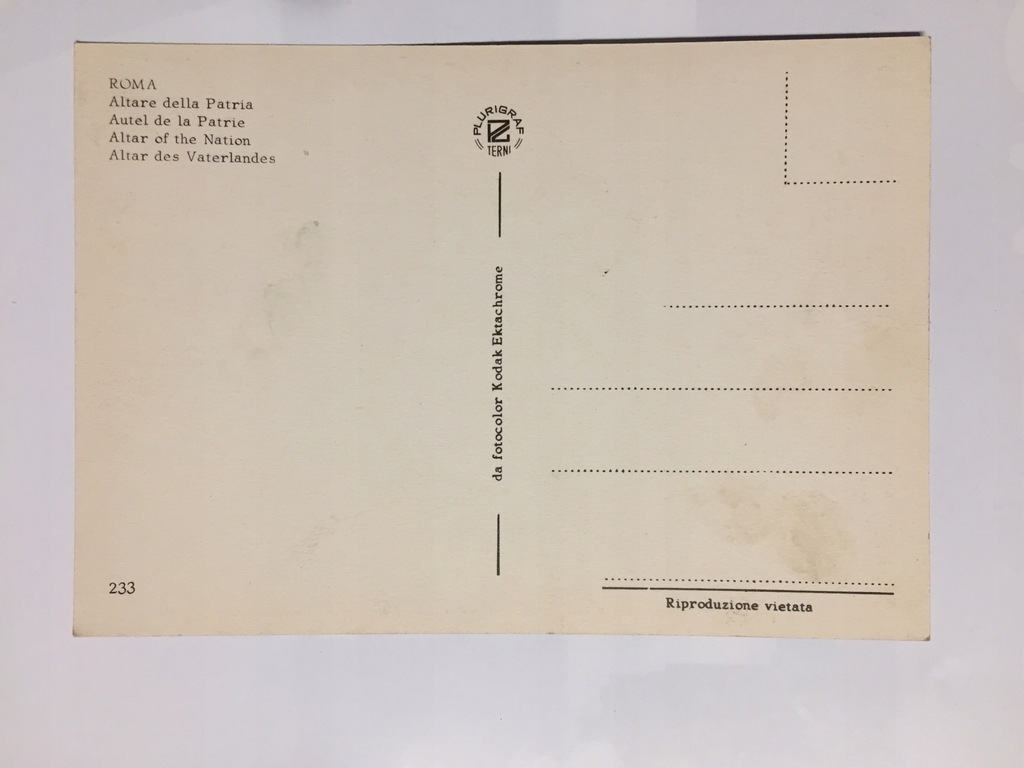 ROMA
Altare della Patria
Autel de la Patrie
Altar of the Nation
Altar des Vaterlandes
233
PLURIGRAF
TERNI
da fotocolor Kodak Ektachrome
Riproduzione vietata